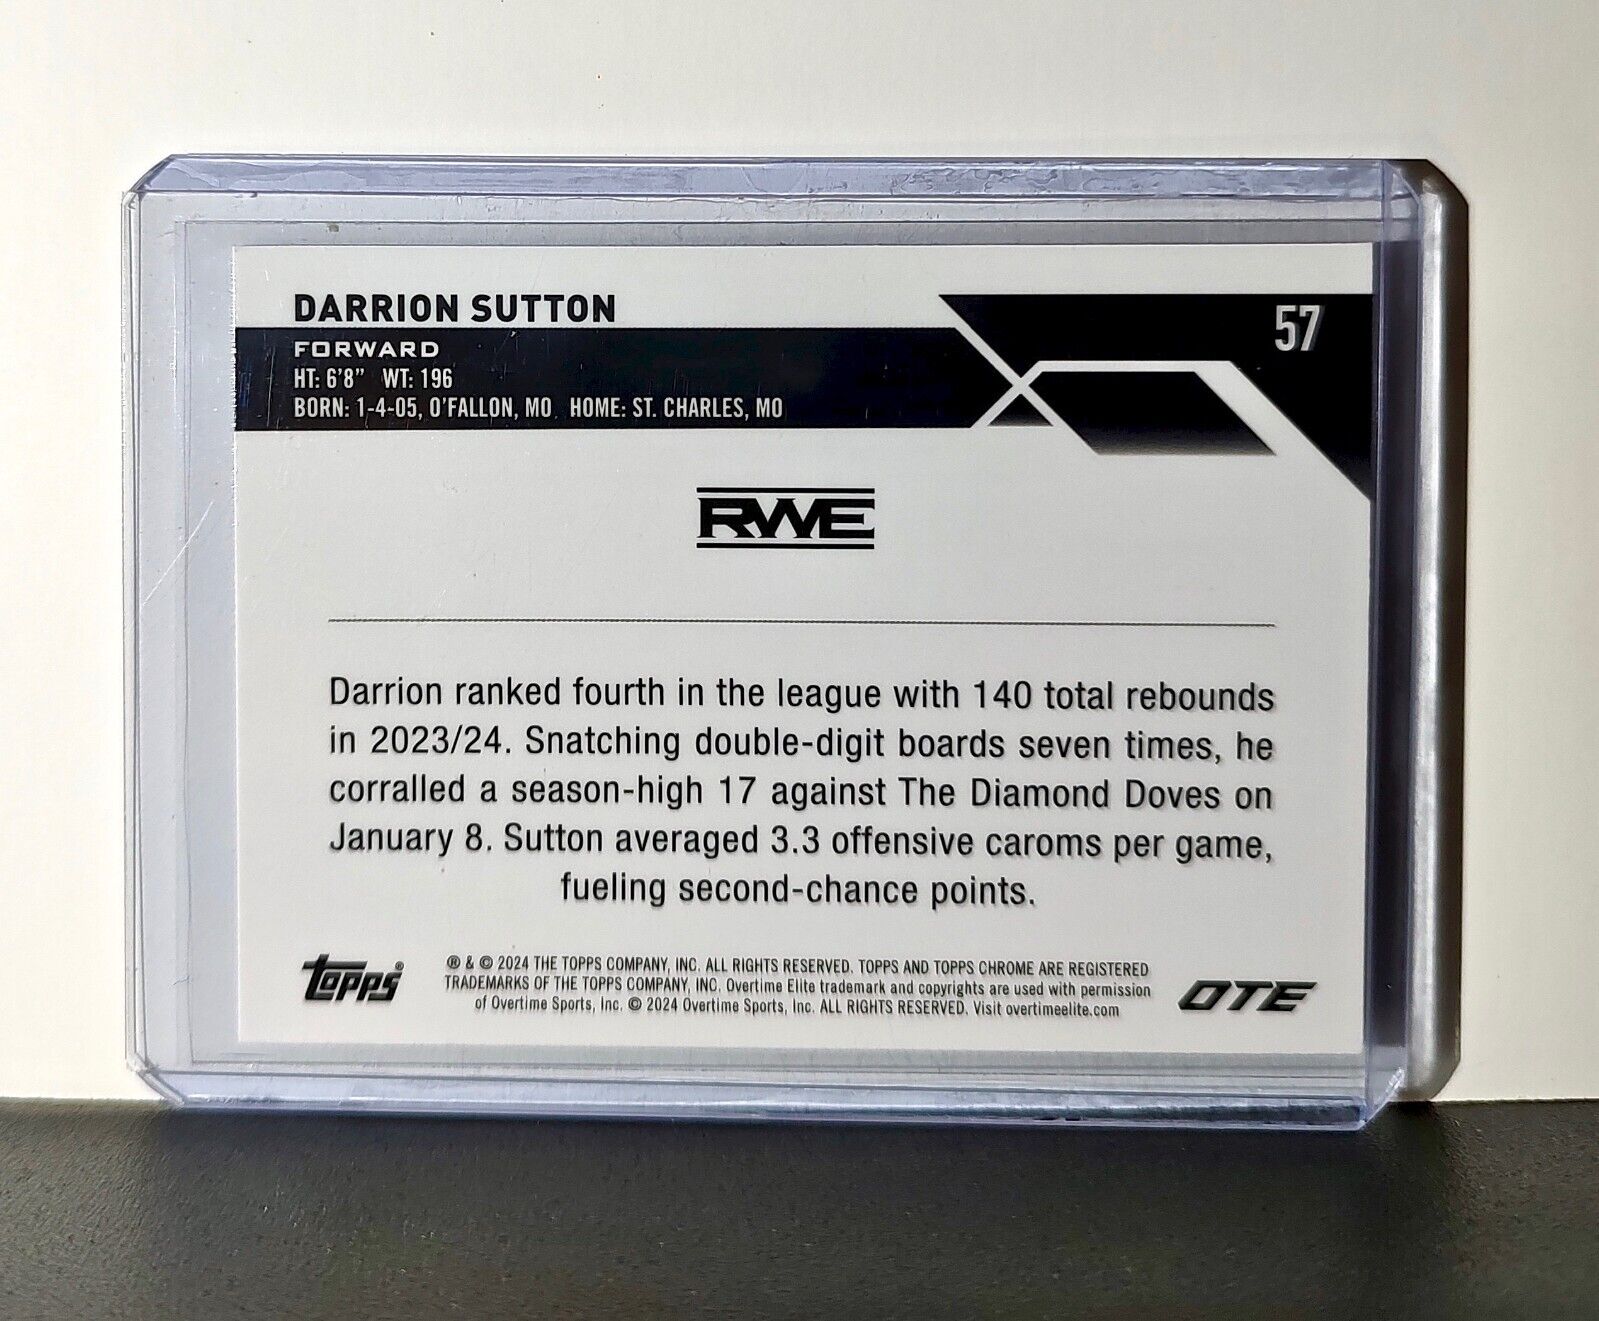 DARRION SUTTON
57
FORWARD
HT: 6'8" WT: 196
BORN: 1-4-05, O'FALLON, MO. HOME: ST. CHARLES, MO
RWE
Darrion ranked fourth in the league with 140 total rebounds
in 2023/24. Snatching double-digit boards seven times, he
corralled a season-high 17 against The Diamond Doves on
January 8. Sutton averaged 3.3 offensive caroms per game,
fueling second-chance points.
topps®
® & © 2024 THE TOPPS COMPANY, INC. ALL RIGHTS RESERVED. TOPPS AND TOPPS CHROME ARE REGISTERED
TRADEMARKS OF THE TOPPS COMPANY, INC. Overtime Elite trademark and copyrights are used with permission
of Overtime Sports, Inc. © 2024 Overtime Sports, Inc. ALL RIGHTS RESERVED. Visit overtimeelite.com
OTE